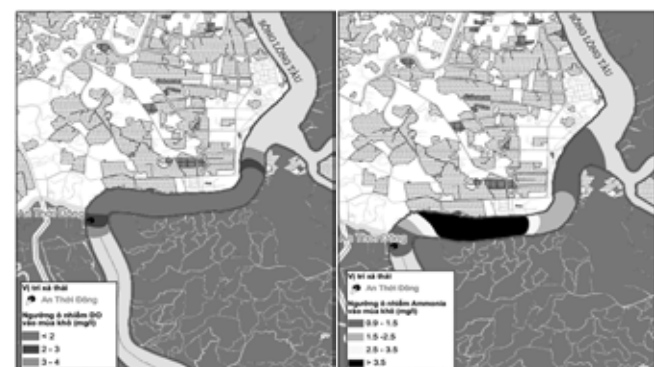 SÔNG LÒNG TÀU
Vị trí xả thải
An Thới Đông
Ngưỡng ô nhiễm DO
vào mùa khô (mg/l)
< 2
2 - 3
3 - 4
SÔNG LÒNG TÀU
Vị trí xả thải
An Thới Đông
Ngưỡng ô nhiễm Ammonia
vào mùa khô (mg/l)
0.9 - 1.5
1.5 -2.5
2.5 - 3.5
> 3.5